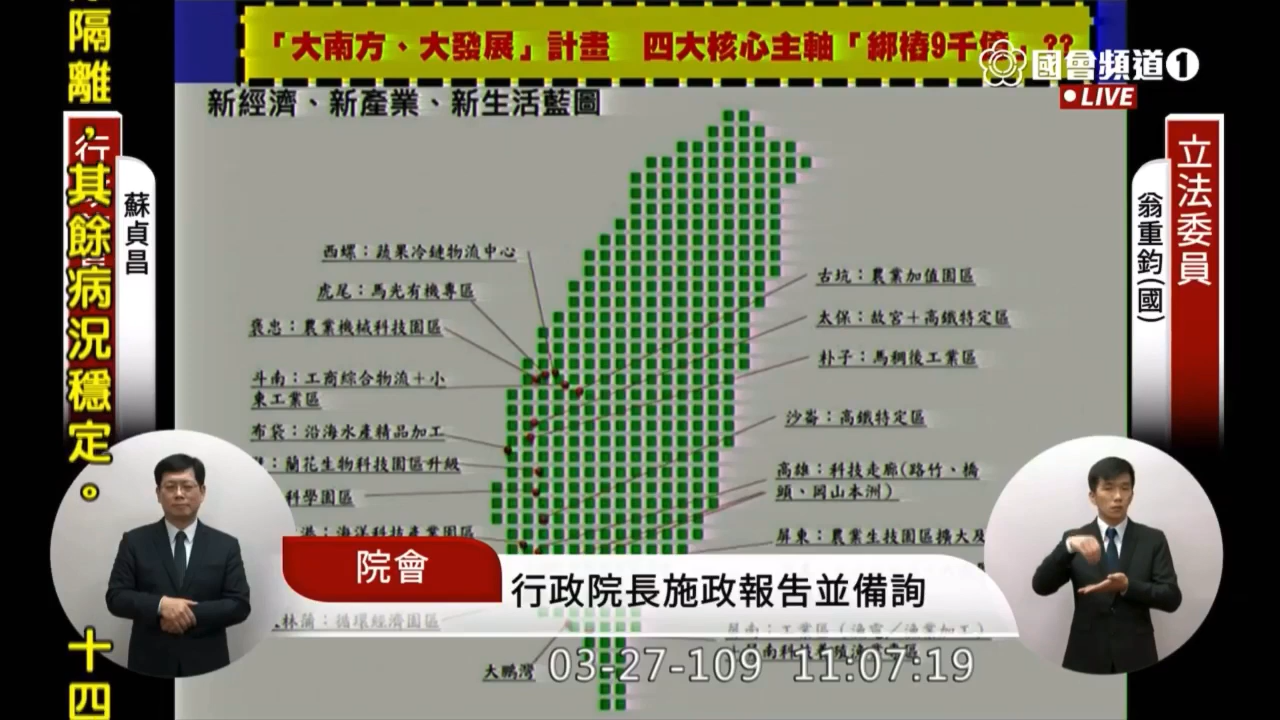 「大南方、大發展」計畫 四大核心主軸「綁樁9千億」??
國會頻道1
LIVE
新經濟、新產業、新生活藍圖
隔離，其餘病況穩定。
十四
行
蘇貞昌
立法委員
翁重鈞(國)
西螺：蔬果冷鏈物流中心
虎尾：馬光有機專區
褒忠：農業機械科技園區
斗南：工商綜合物流＋小
東工業區
布袋：沿海水產精品加工
：蘭花生物科技園區升級
科學園區
港：海洋科技產業園區
林蒲：循環經濟園區
大鵬灣
古坑：農業加值園區
太保：故宮＋高鐵特定區
朴子：馬稠後工業區
沙崙：高鐵特定區
高雄：科技走廊(路竹、橋
頭、岡山本洲)
屏東：農業生技園區擴大及
院會
行政院長施政報告並備詢
03-27-109 11:07:19